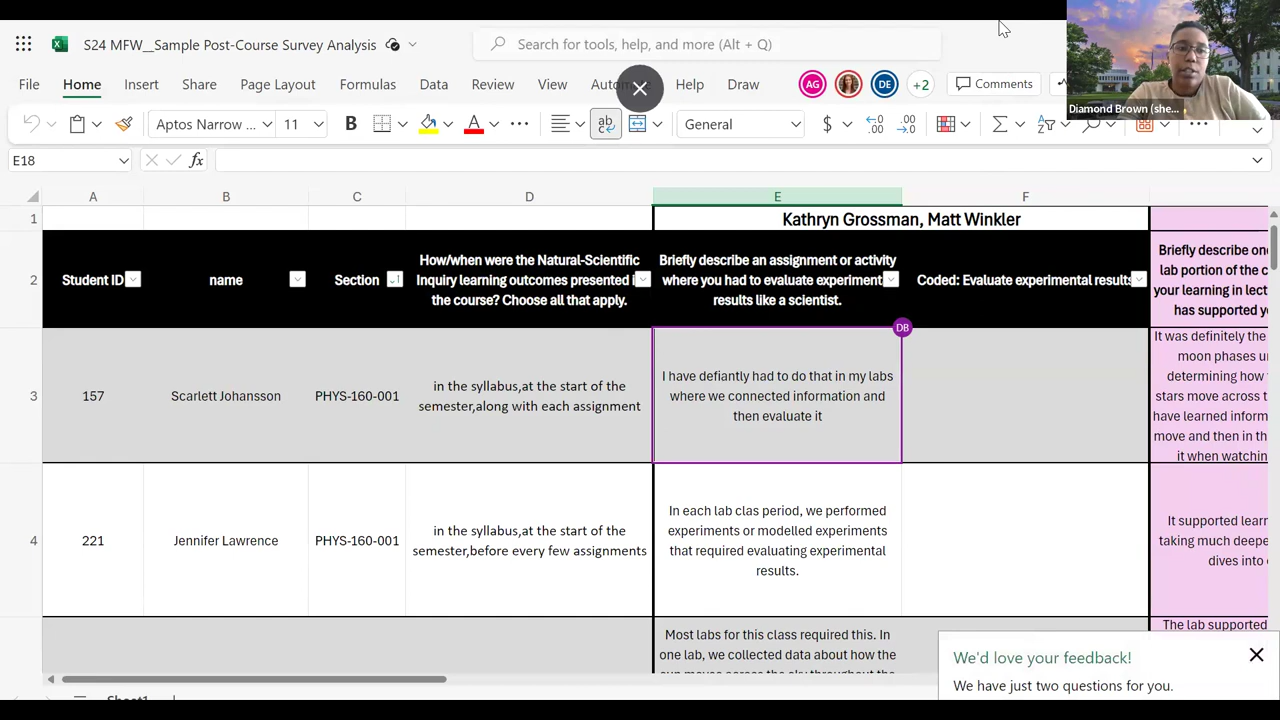 S24 MFW__Sample Post-Course Survey Analysis
Search for tools, help, and more (Alt + Q)
File Home Insert Share Page Layout Formulas Data Review View Help Draw
AG DE +2 Comments
Diamond Brown (she...
Aptos Narrow ... 11 B A ab c General $ .00
E18 fx
A B C D E F
1 Kathryn Grossman, Matt Winkler
2
Student ID
name
Section
How/when were the Natural-Scientific
Inquiry learning outcomes presented i
the course? Choose all that apply.
Briefly describe an assignment or activity
where you had to evaluate experiment
results like a scientist.
Coded: Evaluate experimental results
Briefly describe on
lab portion of the c
your learning in lect
has supported yo
DB
3
157
Scarlett Johansson
PHYS-160-001
in the syllabus,at the start of the
semester,along with each assignment
I have defiantly had to do that in my labs
where we connected information and
then evaluate it
It was definitely the
moon phases u
determining how
stars move across t
have learned inform
move and then in th
it when watchin
4
221
Jennifer Lawrence
PHYS-160-001
in the syllabus,at the start of the
semester,before every few assignments
In each lab clas period, we performed
experiments or modelled experiments
that required evaluating experimental
results.
It supported learn
taking much deepe
dives into
Most labs for this class required this. In
one lab, we collected data about how the
The lab supported
We'd love your feedback!
We have just two questions for you.
Sheet1